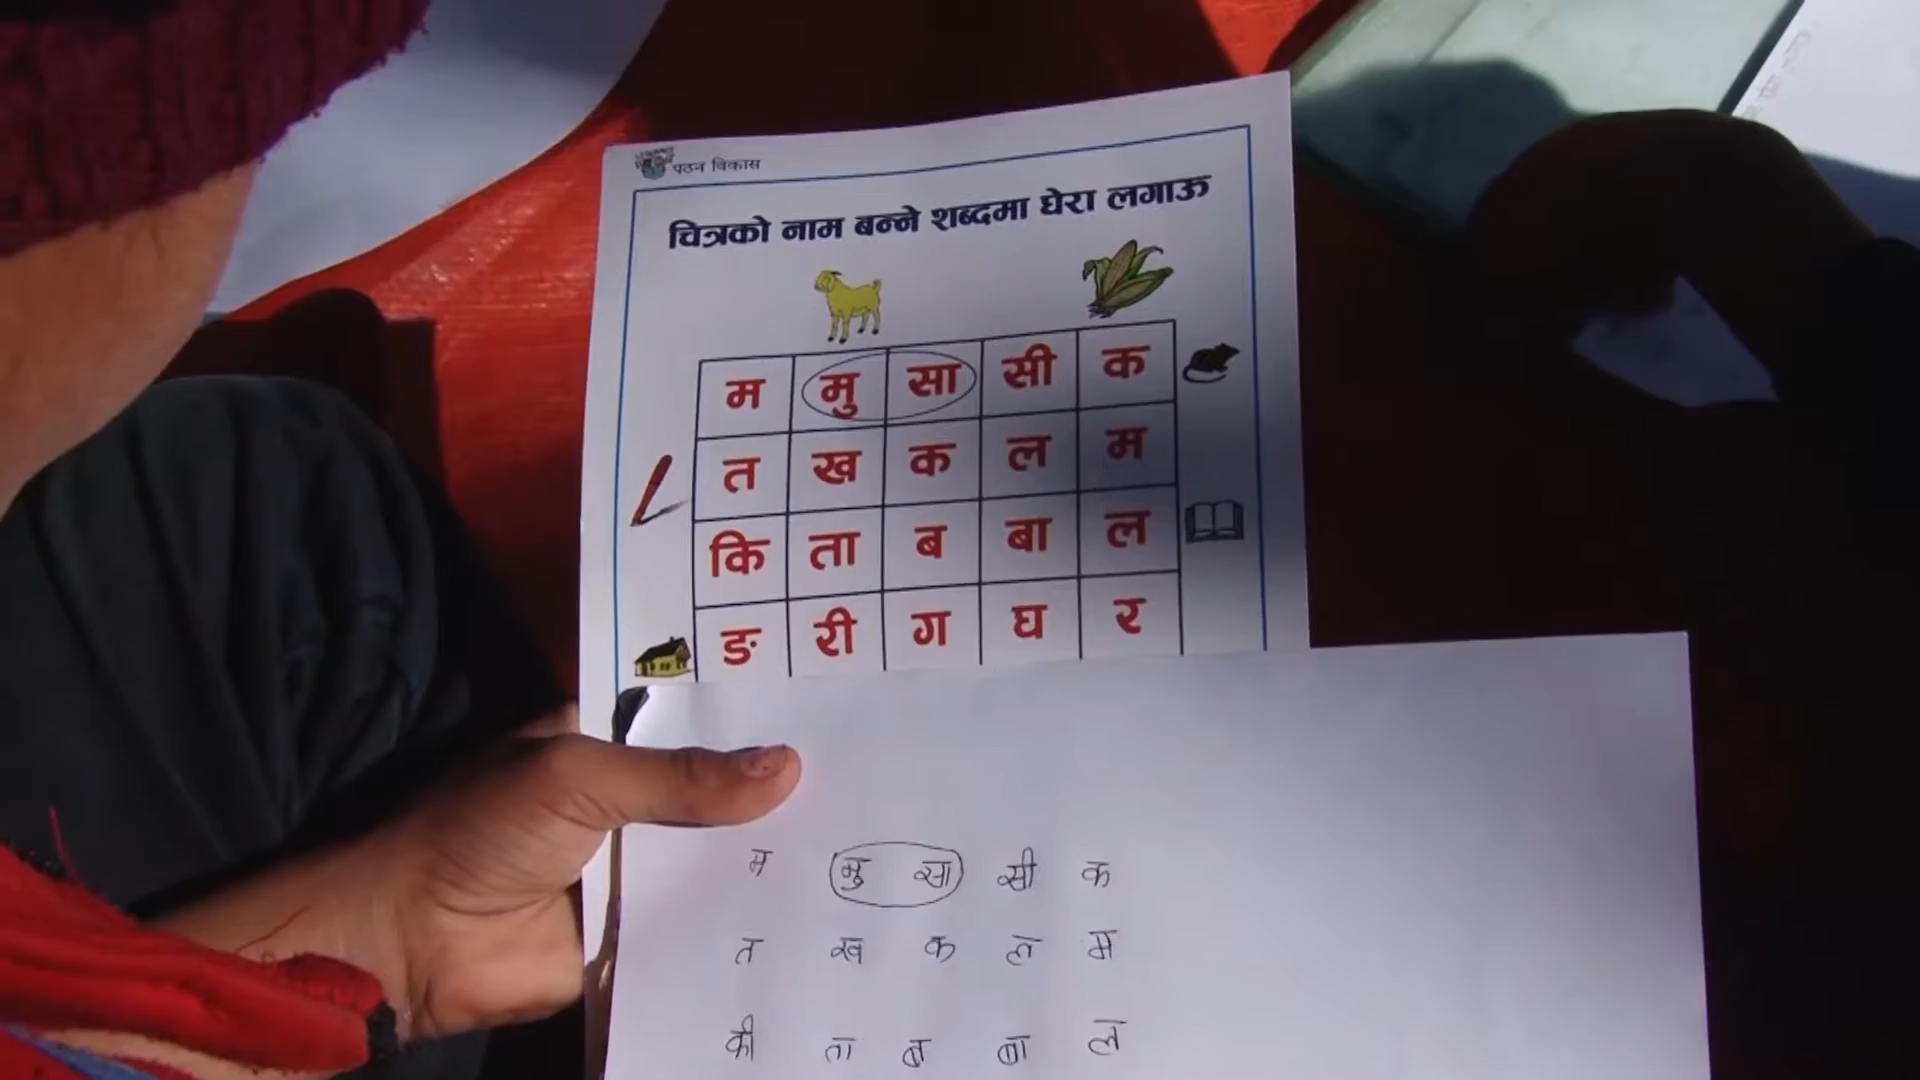 पठन विकास
चित्रको नाम बन्ने शब्दमा घेरा लगाऊ
म मु सा सी क
त ख क ल म
कि ता ब बा ल
ङ री ग घ र
म मु सा सी क
त ख क ल म
की ता ब बा ल